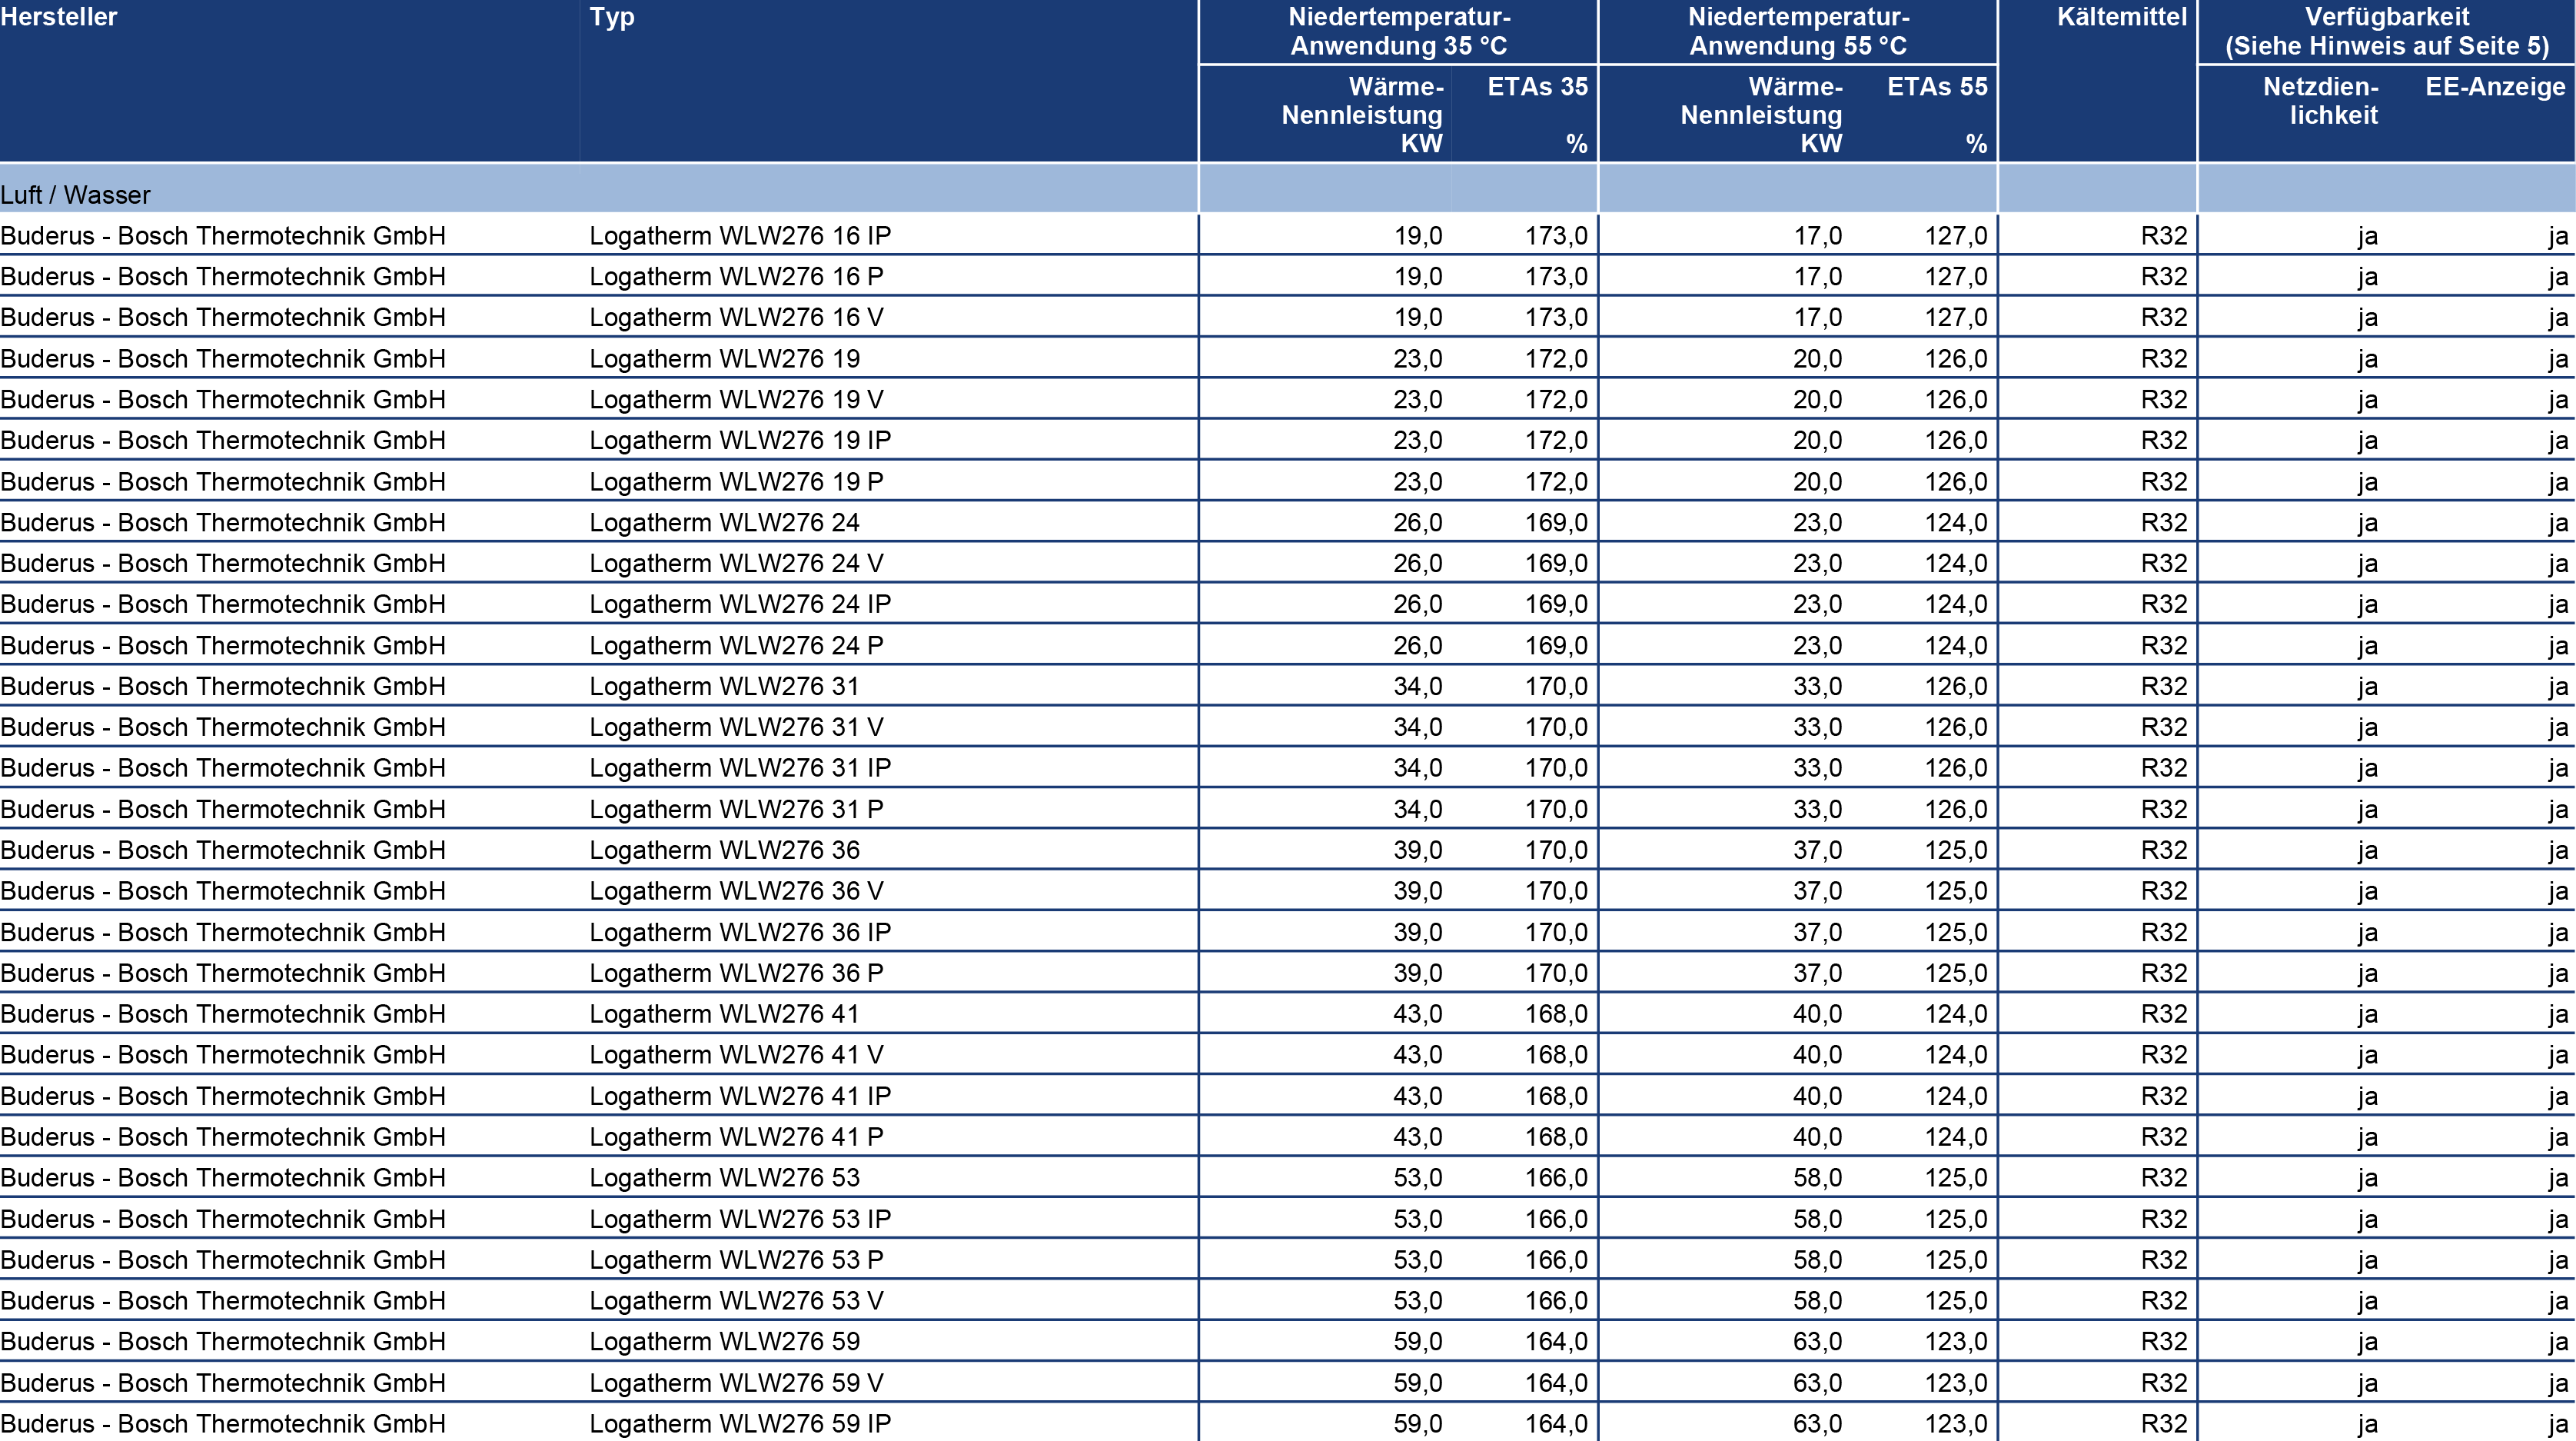 Hersteller Typ Niedertemperatur- Niedertemperatur- Kältemittel Verfügbarkeit
Anwendung 35 °C Anwendung 55 °C (Siehe Hinweis auf Seite 5)
Wärme- ETAs 35 Wärme- ETAs 55 Netzdien- EE-Anzeige
Nennleistung Nennleistung lichkeit
KW % KW %
Luft / Wasser
Buderus - Bosch Thermotechnik GmbH Logatherm WLW276 16 IP 19,0 173,0 17,0 127,0 R32 ja ja
Buderus - Bosch Thermotechnik GmbH Logatherm WLW276 16 P 19,0 173,0 17,0 127,0 R32 ja ja
Buderus - Bosch Thermotechnik GmbH Logatherm WLW276 16 V 19,0 173,0 17,0 127,0 R32 ja ja
Buderus - Bosch Thermotechnik GmbH Logatherm WLW276 19 23,0 172,0 20,0 126,0 R32 ja ja
Buderus - Bosch Thermotechnik GmbH Logatherm WLW276 19 V 23,0 172,0 20,0 126,0 R32 ja ja
Buderus - Bosch Thermotechnik GmbH Logatherm WLW276 19 IP 23,0 172,0 20,0 126,0 R32 ja ja
Buderus - Bosch Thermotechnik GmbH Logatherm WLW276 19 P 23,0 172,0 20,0 126,0 R32 ja ja
Buderus - Bosch Thermotechnik GmbH Logatherm WLW276 24 26,0 169,0 23,0 124,0 R32 ja ja
Buderus - Bosch Thermotechnik GmbH Logatherm WLW276 24 V 26,0 169,0 23,0 124,0 R32 ja ja
Buderus - Bosch Thermotechnik GmbH Logatherm WLW276 24 IP 26,0 169,0 23,0 124,0 R32 ja ja
Buderus - Bosch Thermotechnik GmbH Logatherm WLW276 24 P 26,0 169,0 23,0 124,0 R32 ja ja
Buderus - Bosch Thermotechnik GmbH Logatherm WLW276 31 34,0 170,0 33,0 126,0 R32 ja ja
Buderus - Bosch Thermotechnik GmbH Logatherm WLW276 31 V 34,0 170,0 33,0 126,0 R32 ja ja
Buderus - Bosch Thermotechnik GmbH Logatherm WLW276 31 IP 34,0 170,0 33,0 126,0 R32 ja ja
Buderus - Bosch Thermotechnik GmbH Logatherm WLW276 31 P 34,0 170,0 33,0 126,0 R32 ja ja
Buderus - Bosch Thermotechnik GmbH Logatherm WLW276 36 39,0 170,0 37,0 125,0 R32 ja ja
Buderus - Bosch Thermotechnik GmbH Logatherm WLW276 36 V 39,0 170,0 37,0 125,0 R32 ja ja
Buderus - Bosch Thermotechnik GmbH Logatherm WLW276 36 IP 39,0 170,0 37,0 125,0 R32 ja ja
Buderus - Bosch Thermotechnik GmbH Logatherm WLW276 36 P 39,0 170,0 37,0 125,0 R32 ja ja
Buderus - Bosch Thermotechnik GmbH Logatherm WLW276 41 43,0 168,0 40,0 124,0 R32 ja ja
Buderus - Bosch Thermotechnik GmbH Logatherm WLW276 41 V 43,0 168,0 40,0 124,0 R32 ja ja
Buderus - Bosch Thermotechnik GmbH Logatherm WLW276 41 IP 43,0 168,0 40,0 124,0 R32 ja ja
Buderus - Bosch Thermotechnik GmbH Logatherm WLW276 41 P 43,0 168,0 40,0 124,0 R32 ja ja
Buderus - Bosch Thermotechnik GmbH Logatherm WLW276 53 53,0 166,0 58,0 125,0 R32 ja ja
Buderus - Bosch Thermotechnik GmbH Logatherm WLW276 53 IP 53,0 166,0 58,0 125,0 R32 ja ja
Buderus - Bosch Thermotechnik GmbH Logatherm WLW276 53 P 53,0 166,0 58,0 125,0 R32 ja ja
Buderus - Bosch Thermotechnik GmbH Logatherm WLW276 53 V 53,0 166,0 58,0 125,0 R32 ja ja
Buderus - Bosch Thermotechnik GmbH Logatherm WLW276 59 59,0 164,0 63,0 123,0 R32 ja ja
Buderus - Bosch Thermotechnik GmbH Logatherm WLW276 59 V 59,0 164,0 63,0 123,0 R32 ja ja
Buderus - Bosch Thermotechnik GmbH Logatherm WLW276 59 IP 59,0 164,0 63,0 123,0 R32 ja ja